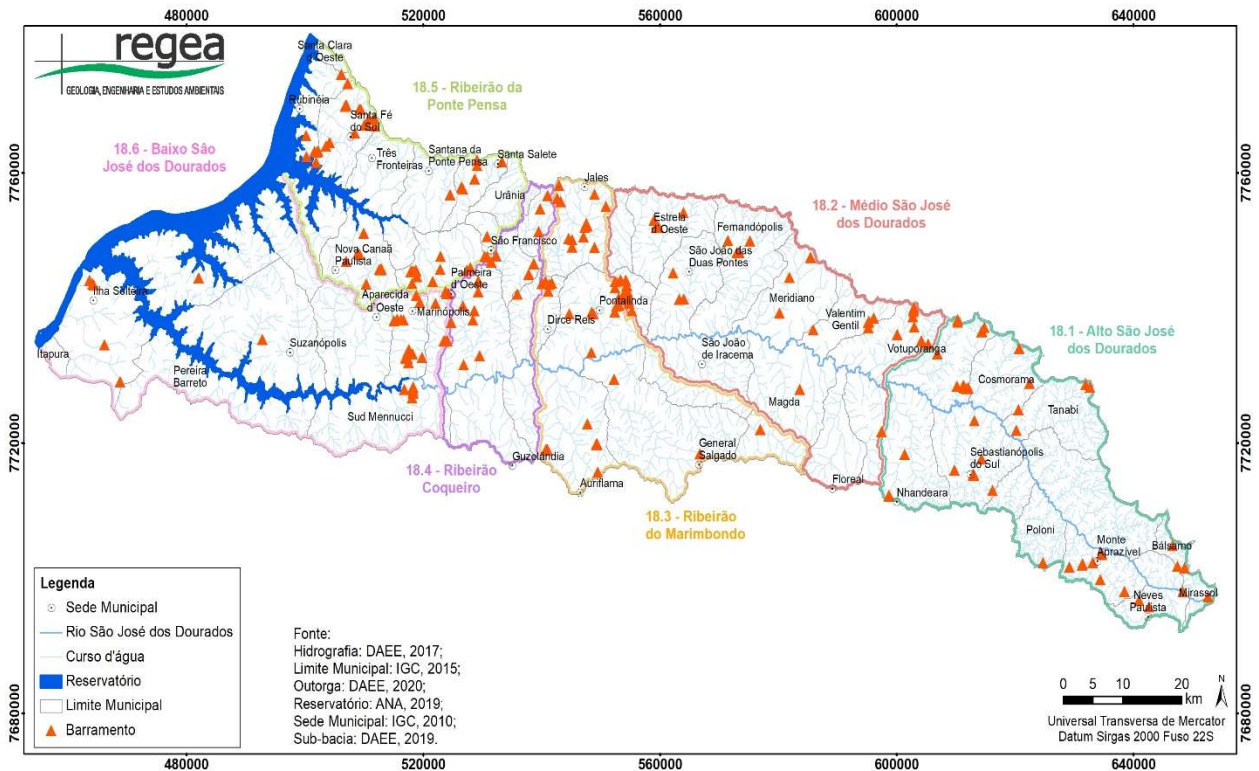 480000 520000 560000 600000 640000
regea
GEOLOGIA, ENGENHARIA E ESTUDOS AMBIENTAIS
Santa Clara
d'Oeste
18.5 - Ribeirão da
Ponte Pensa
Rubinéia
Santa Fé
do Sul
18.6 - Baixo São
José dos Dourados
Três
Fronteiras
Santana da
Ponte Pensa
Santa Salete
7760000 7760000
Urânia
Jales
18.2 - Médio São José
dos Dourados
Estrela
d'Oeste
Fernandópolis
São João das
Duas Pontes
Nova Canaã
Paulista
São Francisco
Ilha Solteira
Aparecida
d'Oeste
Palmeira
d'Oeste
Marinópolis
Dirce Reis
Pontalinda
Meridiano
Valentim
Gentil
Votuporanga
18.1 - Alto São José
dos Dourados
Itapura
Suzanópolis
Pereira
Barreto
São João
de Iracema
Magda
Cosmorama
Tanabi
Sud Mennucci
7720000 7720000
18.4 - Ribeirão
Coqueiro
Guzolândia
General
Salgado
Auriflama
Floreal
Sebastianópolis
do Sul
Nhandeara
18.3 - Ribeirão
do Marimbondo
Poloni
Monte
Aprazível
Bálsamo
Neves
Paulista
Mirassol
Legenda
Sede Municipal
Rio São José dos Dourados
Curso d'água
Reservatório
Limite Municipal
Barramento
Fonte:
Hidrografia: DAEE, 2017;
Limite Municipal: IGC, 2015;
Outorga: DAEE, 2020;
Reservatório: ANA, 2019;
Sede Municipal: IGC, 2010;
Sub-bacia: DAEE, 2019.
0 5 10 20
km
N
Universal Transversa de Mercator
Datum Sirgas 2000 Fuso 22S
7680000 7680000
480000 520000 560000 600000 640000